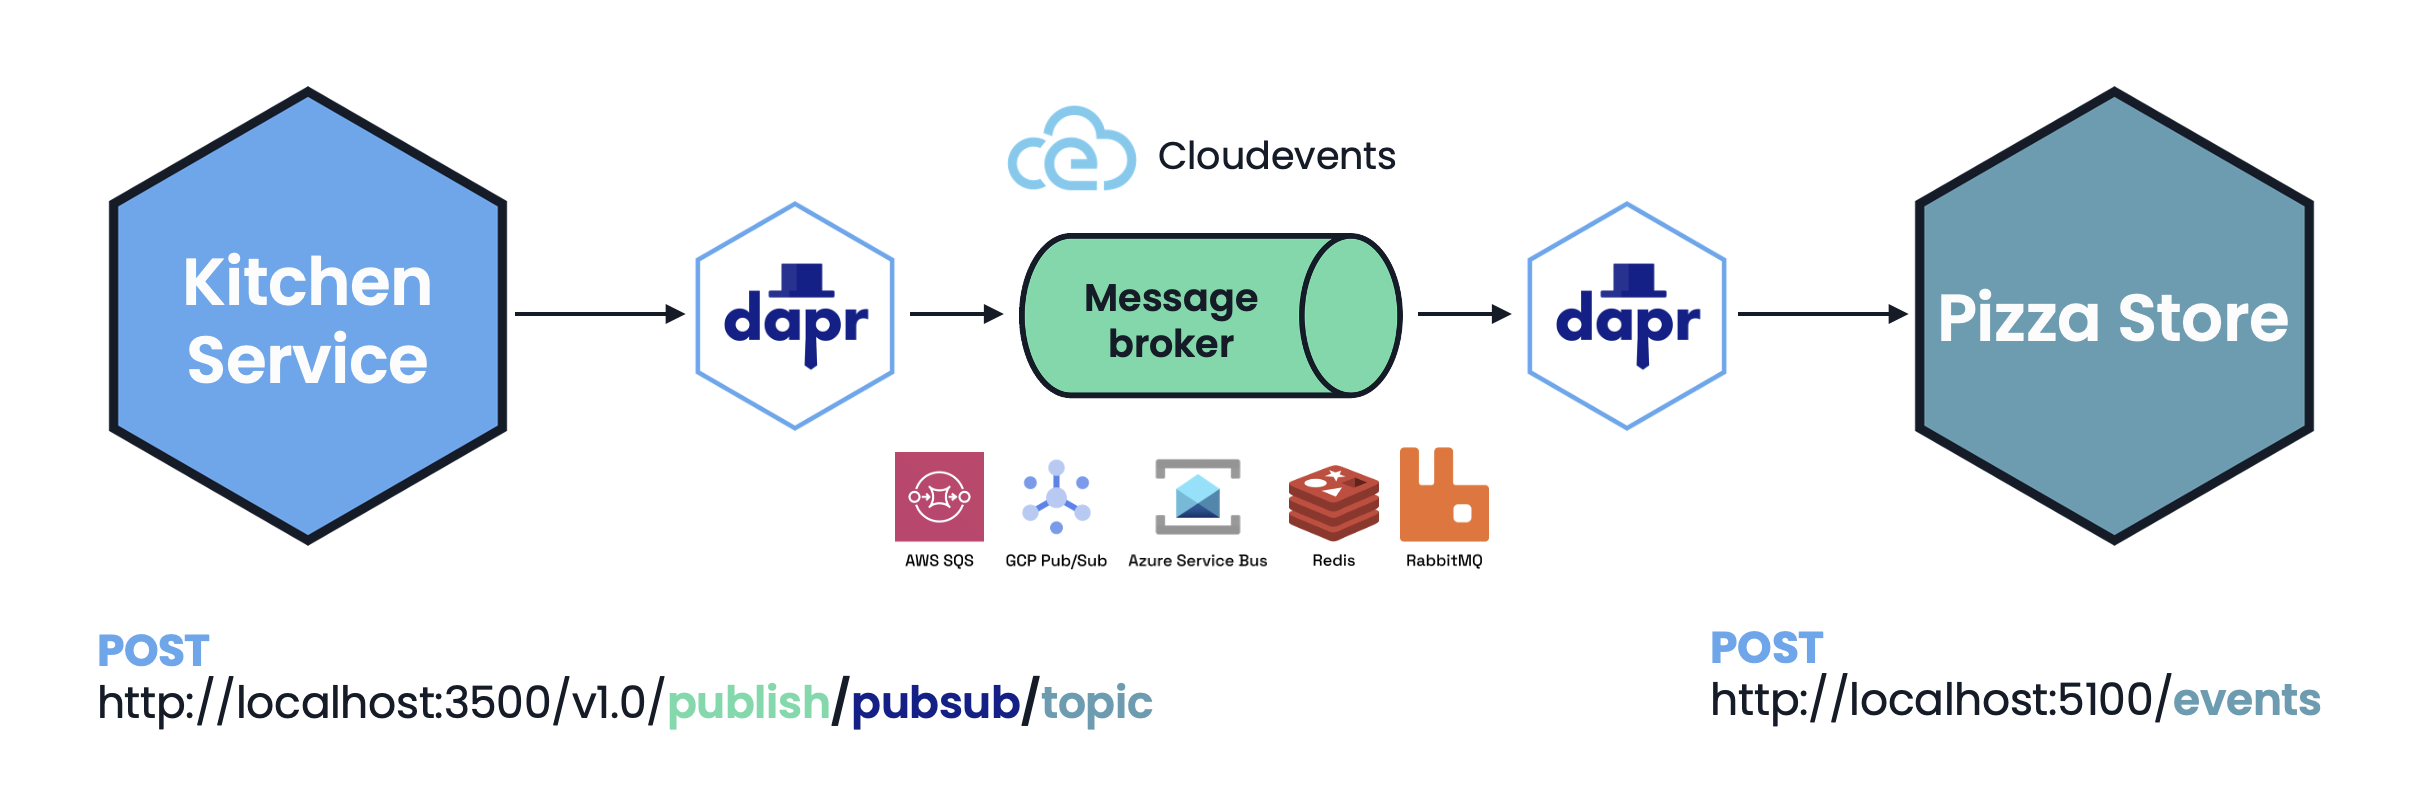 Cloudevents
Kitchen
Service
dapr
Message
broker
dapr
Pizza Store
AWS SQS
GCP Pub/Sub
Azure Service Bus
Redis
RabbitMQ
POST
http://localhost:3500/v1.0/publish/pubsub/topic
POST
http://localhost:5100/events